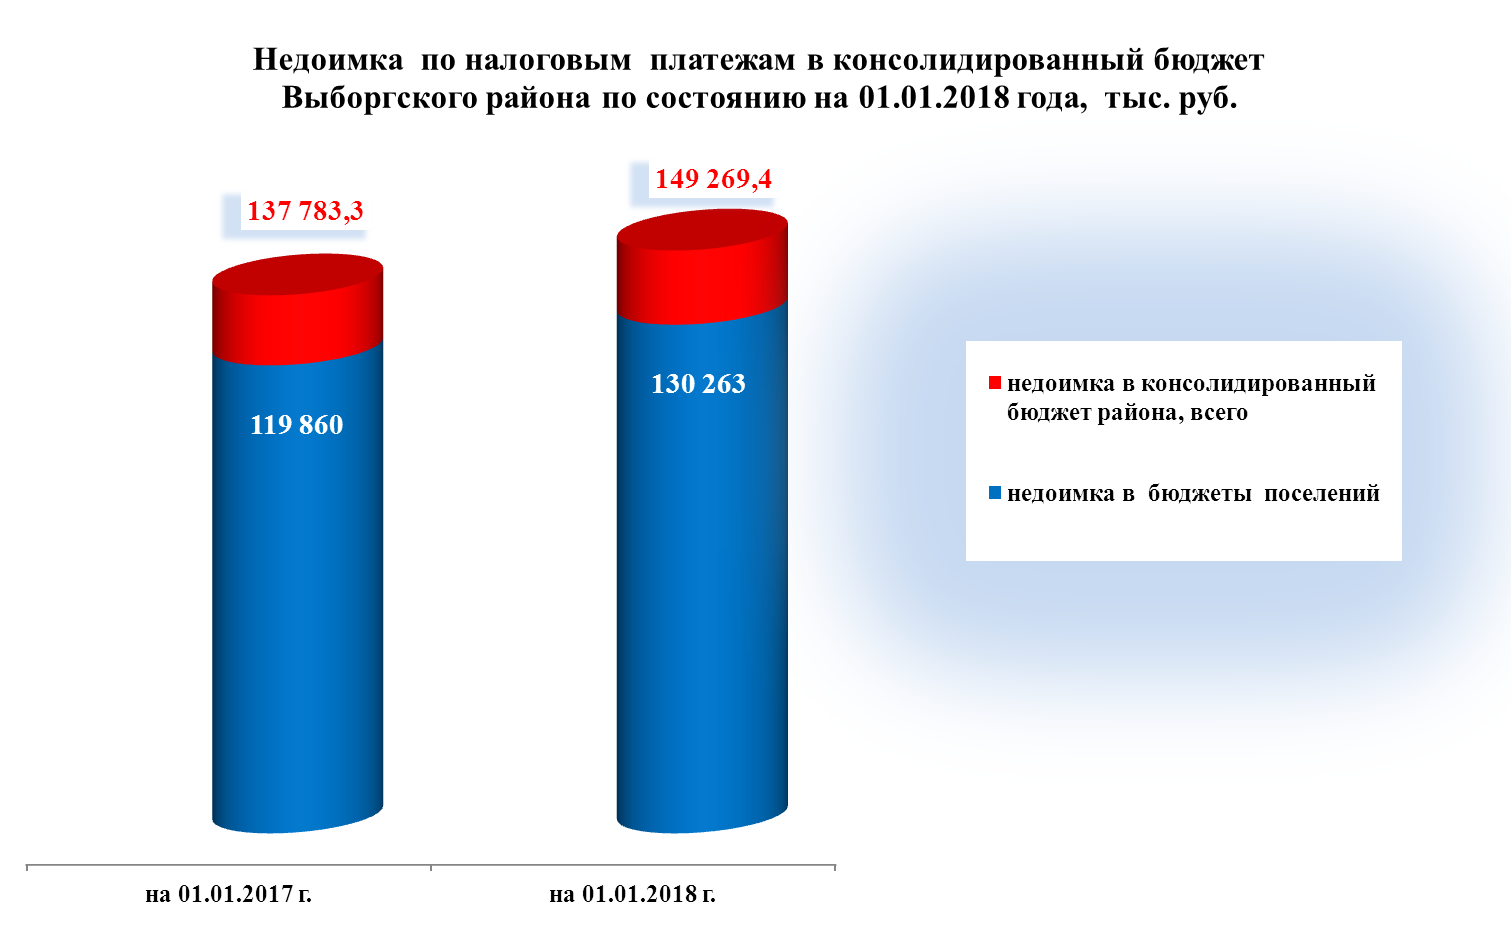 Недоимка по налоговым платежам в консолидированный бюджет
Выборгского района по состоянию на 01.01.2018 года, тыс. руб.
149 269,4
137 783,3
130 263
119 860
недоимка в консолидированный
бюджет района, всего
недоимка в бюджеты поселений
на 01.01.2017 г.
на 01.01.2018 г.